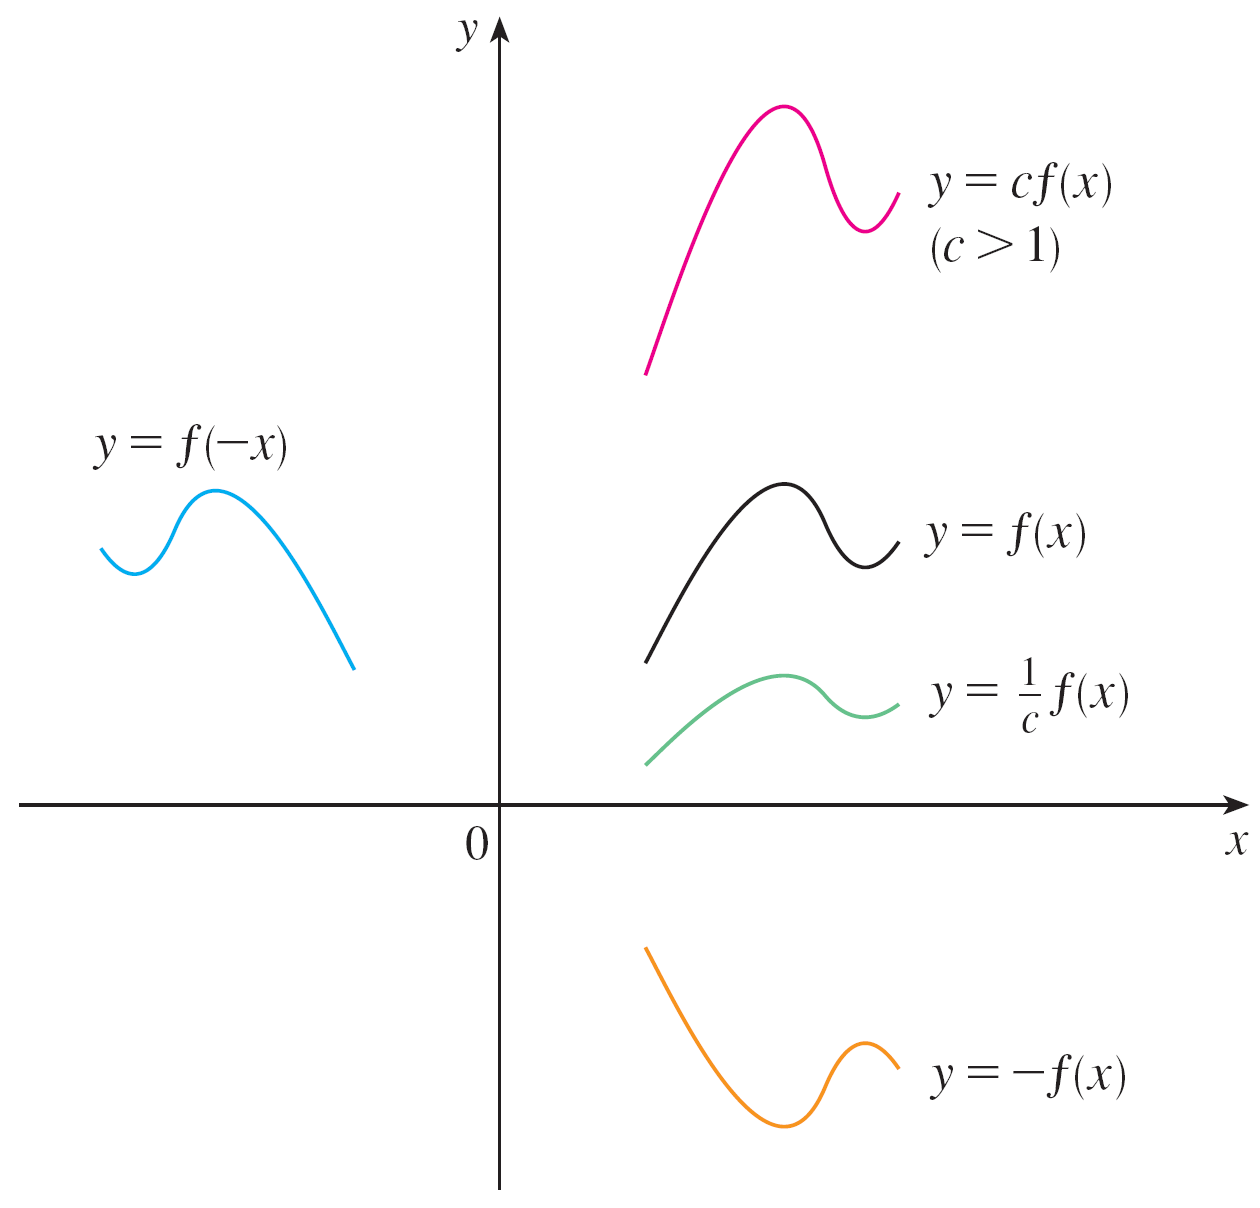 y
y = cf(x)
(c > 1)
y = f(−x)
y = f(x)
y = 1/c f(x)
0
x
y = −f(x)